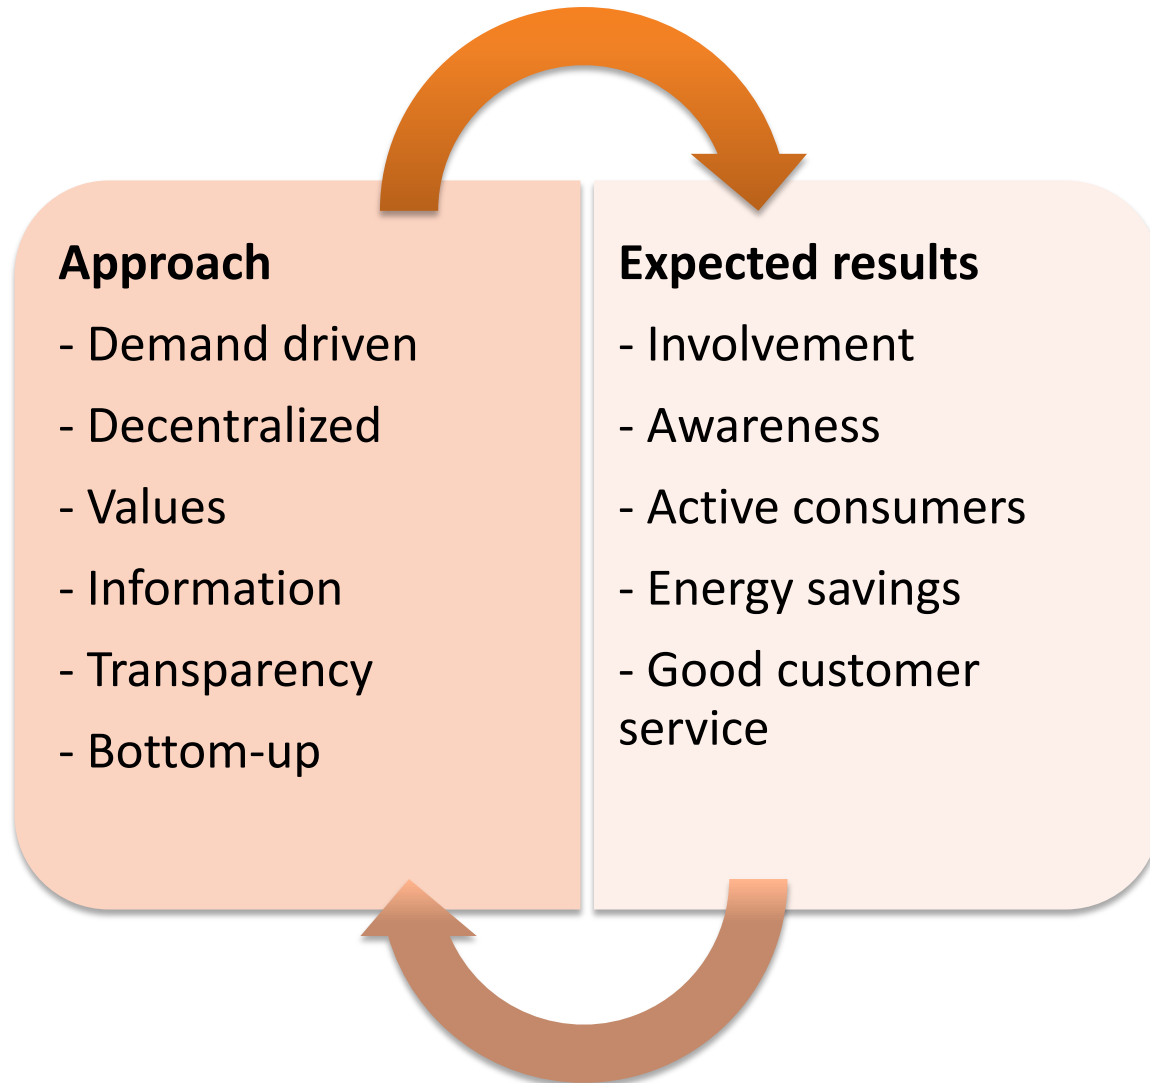 Approach
- Demand driven
- Decentralized
- Values
- Information
- Transparency
- Bottom-up
Expected results
- Involvement
- Awareness
- Active consumers
- Energy savings
- Good customer
service